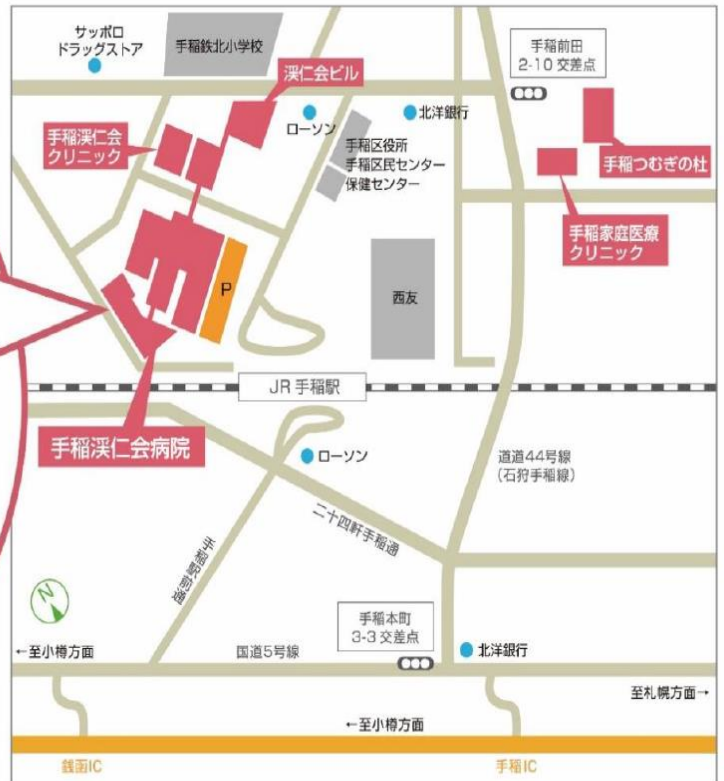 サッポロ
ドラッグストア
手稲鉄北小学校
渓仁会ビル
手稲前田
2-10 交差点
手稲渓仁会
クリニック
ローソン
北洋銀行
手稲区役所
手稲区民センター
保健センター
手稲つむぎの杜
手稲家庭医療
クリニック
P
西友
JR 手稲駅
手稲渓仁会病院
ローソン
道道44号線
（石狩手稲線）
二十四軒手稲通
手稲駅前通
N
手稲本町
3-3 交差点
←至小樽方面
国道5号線
北洋銀行
至札幌方面→
←至小樽方面
銭函IC
手稲IC